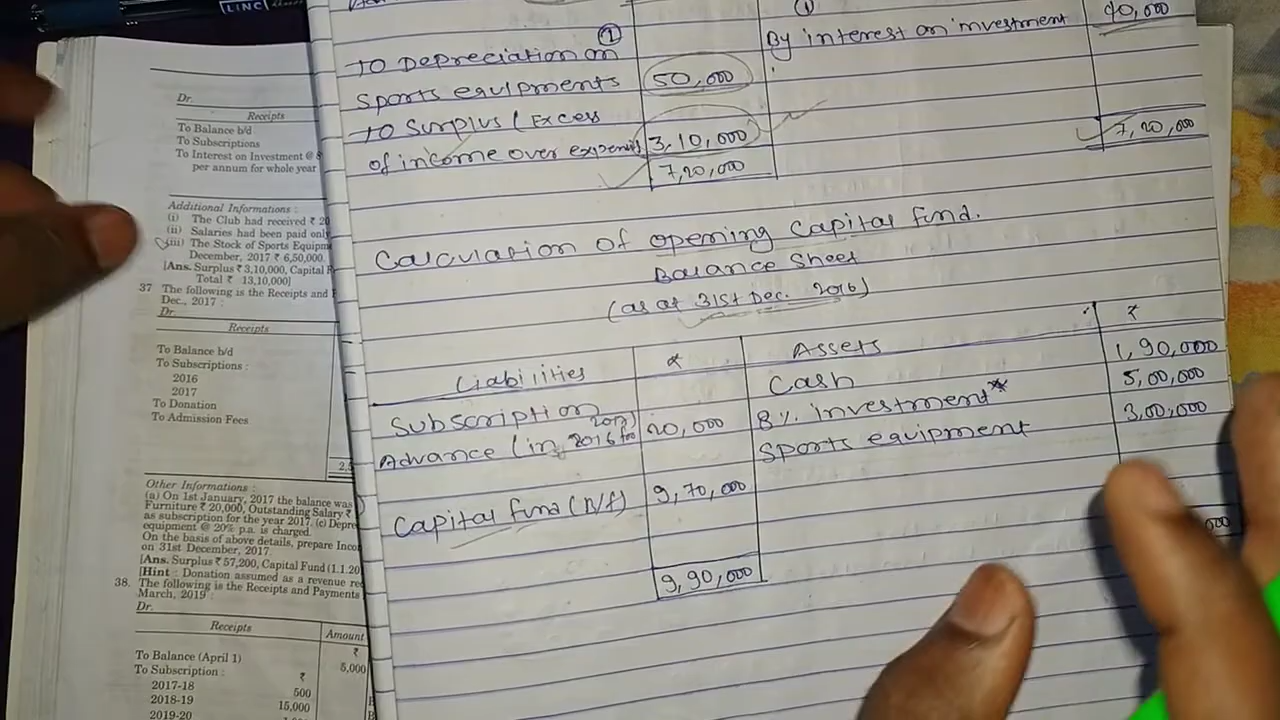 LINC
①
①
To Depreciation on
sports equipments 50,000
To surplus (Excess
of income over expenses 3,10,000
7,20,000
By interest on investment 40,000
7,20,000
Calculation of opening Capital fund.
Balance Sheet
(as at 31st Dec. 2016)
Liabilities ₹ Assets ₹
Subscription
Advance (in 2016 for 2017) 20,000
Capital fund (B/f) 9,70,000
9,90,000
Cash 1,90,000
8% investment* 5,00,000
Sports equipment 3,00,000
Dr.
Receipts
To Balance b/d
To Subscriptions
To Interest on Investment @ 8
per annum for whole year
Additional Informations :
(i) The Club had received ₹ 20
(ii) Salaries had been paid only
(iii) The Stock of Sports Equipm
December, 2017 ₹ 6,50,000.
[Ans. Surplus ₹ 3,10,000, Capital F
Total ₹ 13,10,000]
37 The following is the Receipts and
Dec., 2017 :
Dr.
Receipts
To Balance b/d
To Subscriptions :
2016
2017
To Donation
To Admission Fees
Other Informations :
(a) On 1st January, 2017 the balance was
Furniture ₹ 20,000, Outstanding Salary ₹
as subscription for the year 2017. (c) Depre
equipment @ 20% p.a. is charged.
On the basis of above details, prepare Inco
on 31st December, 2017.
[Ans. Surplus ₹ 57,200, Capital Fund (1.1.20
[Hint : Donation assumed as a revenue re
38. The following is the Receipts and Payments
March, 2019 :
Dr.
Receipts Amount
₹
To Balance (April 1) 5,000
To Subscription : ₹
2017-18 500
2018-19 15,000
2019-20